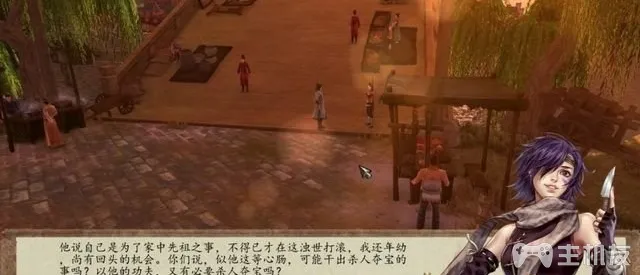 他说自己是为了家中先祖之事，不得已才在这浊世打滚，我还年幼
，尚有回头的机会。你们说，似他这等心肠，可能干出杀人夺宝的
事吗？以他的功夫，又有必要杀人夺宝吗？
主机友